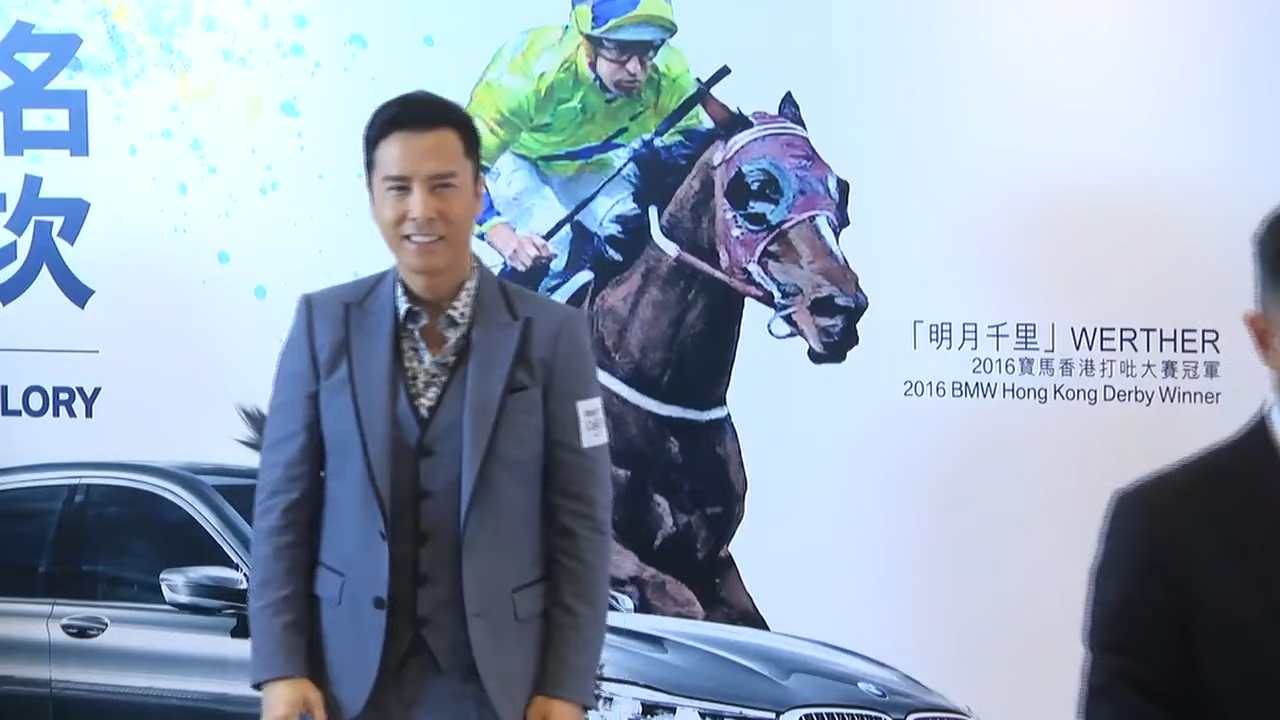 名
欢
LORY
「明月千里」WERTHER
2016寶馬香港打吡大賽冠軍
2016 BMW Hong Kong Derby Winner